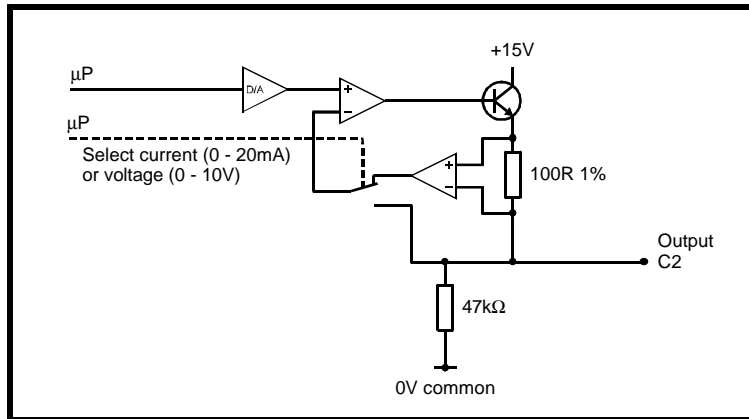 +15V
μP
D/A
+
−
μP
Select current (0 - 20mA)
or voltage (0 - 10V)
+
−
100R 1%
Output
C2
47kΩ
0V common